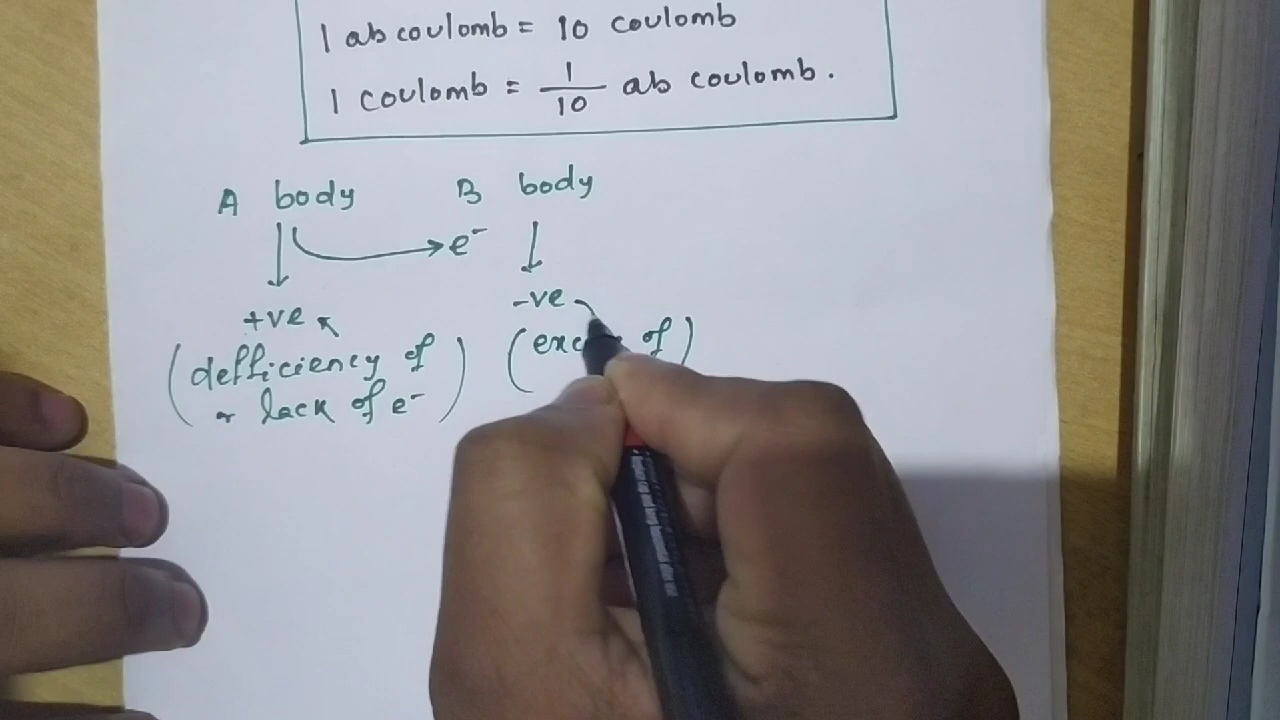 1 ab coulomb = 10 coulomb
1 coulomb = 1/10 ab coulomb.
A body B body
e⁻
+ve -ve
(defficiency of ( of)
or lack of e⁻)